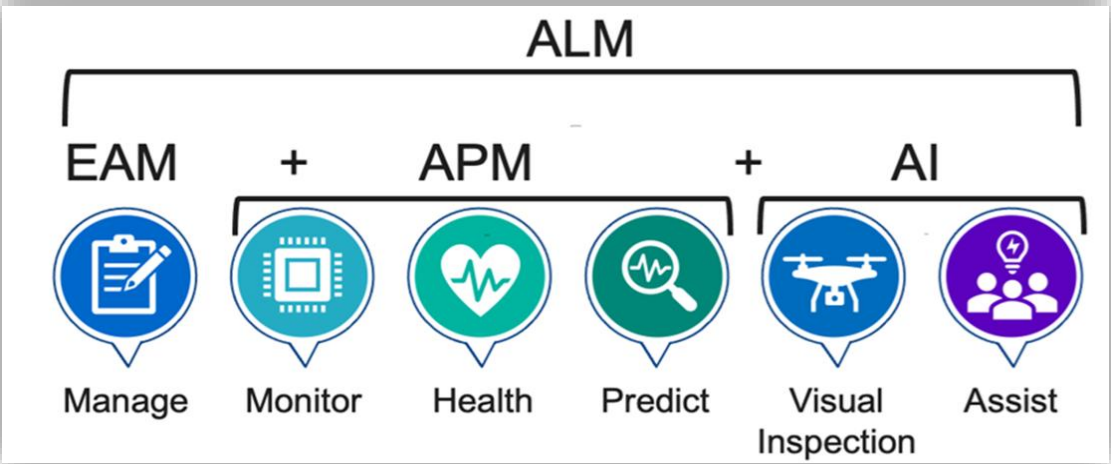 ALM
EAM + APM + AI
Manage Monitor Health Predict Visual Assist
Inspection